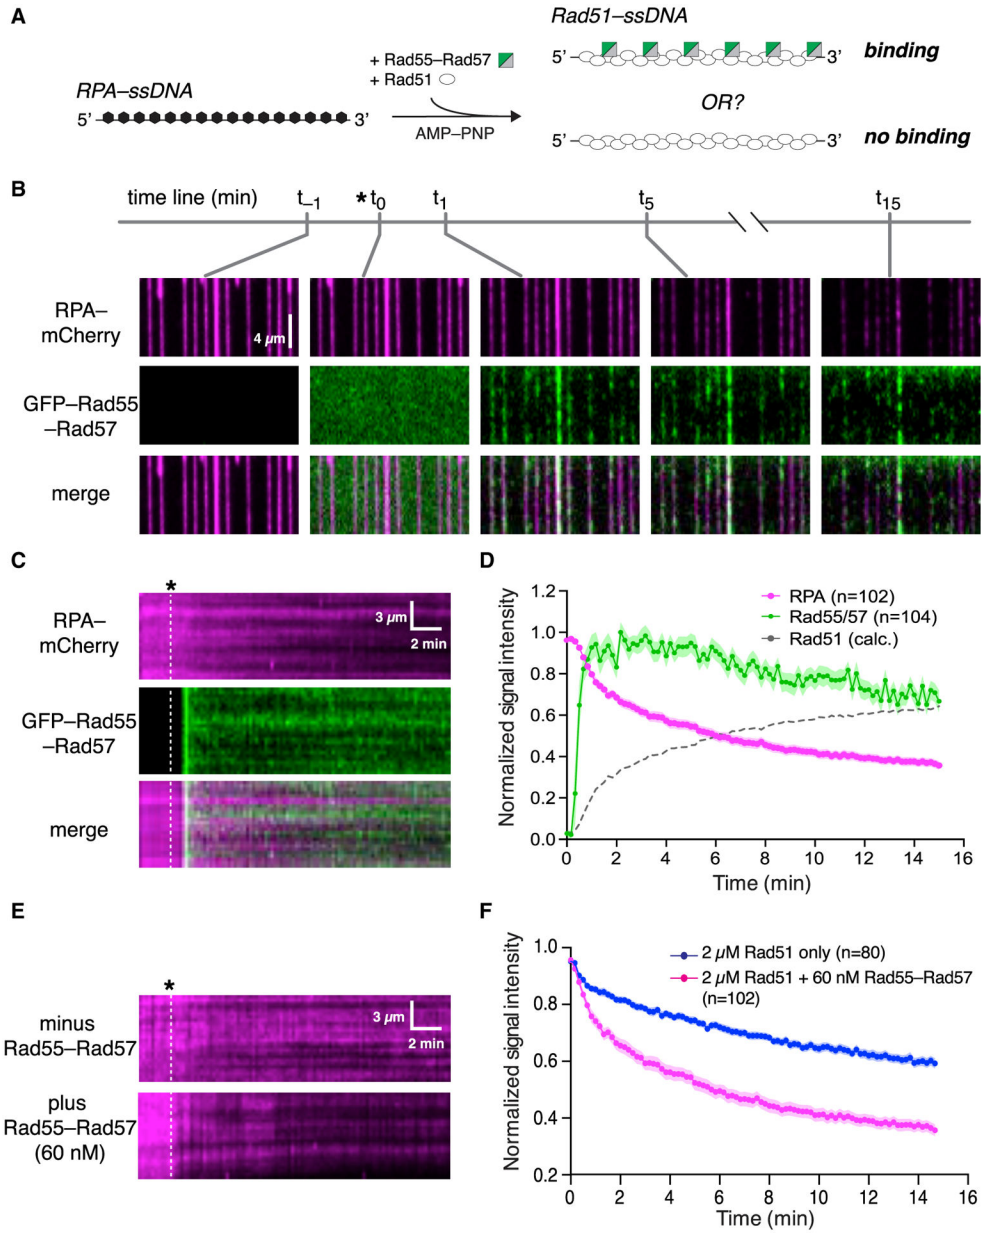 A
Rad51–ssDNA
+ Rad55–Rad57
+ Rad51
5’ 3’ binding
RPA–ssDNA
OR?
5’ 3’
AMP–PNP
5’ 3’ no binding
B
time line (min) t–1 *t0 t1 t5 t15
RPA–
mCherry
4 µm
GFP–Rad55
–Rad57
merge
C
*
RPA–
mCherry
3 µm
2 min
GFP–Rad55
–Rad57
merge
D
Normalized signal intensity
1.2
1.0
0.8
0.6
0.4
0.2
0.0
RPA (n=102)
Rad55/57 (n=104)
Rad51 (calc.)
0 2 4 6 8 10 12 14 16
Time (min)
E
*
minus
Rad55–Rad57
3 µm
2 min
plus
Rad55–Rad57
(60 nM)
F
Normalized signal intensity
1.0
0.8
0.6
0.4
0.2
2 µM Rad51 only (n=80)
2 µM Rad51 + 60 nM Rad55–Rad57
(n=102)
0 2 4 6 8 10 12 14 16
Time (min)